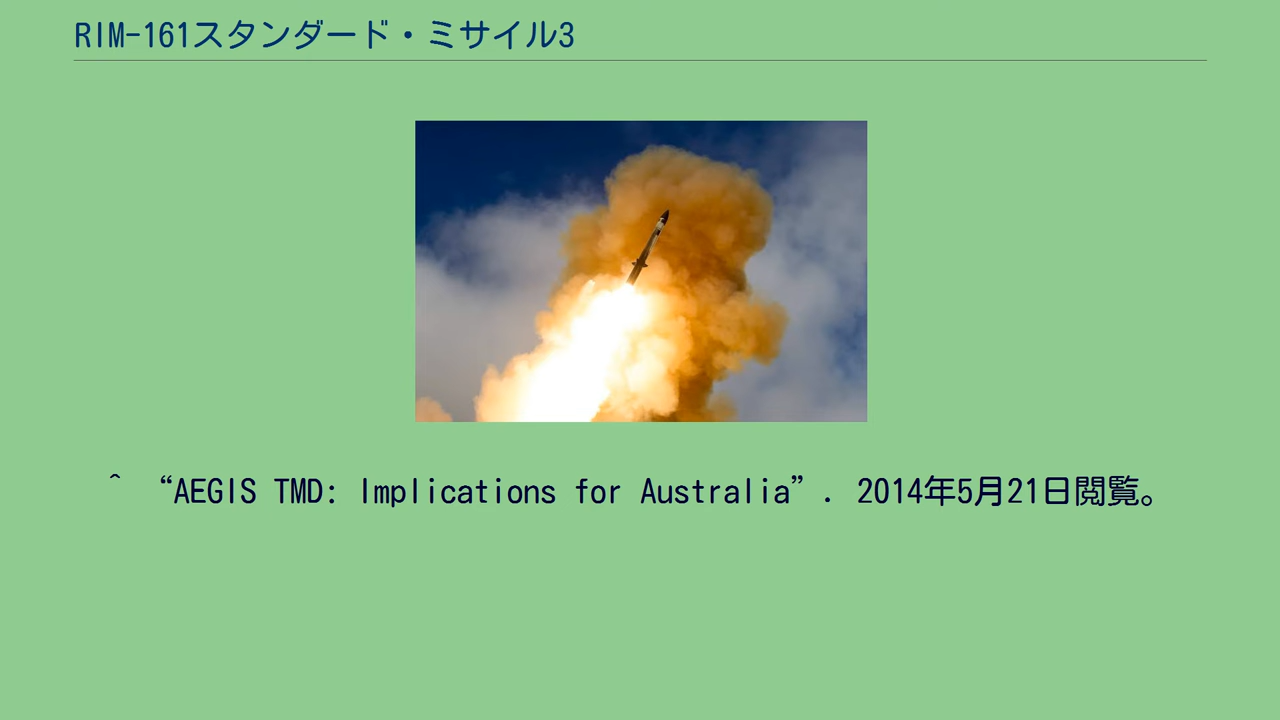 RIM-161スタンダード・ミサイル3
^ “AEGIS TMD: Implications for Australia”. 2014年5月21日閲覧。